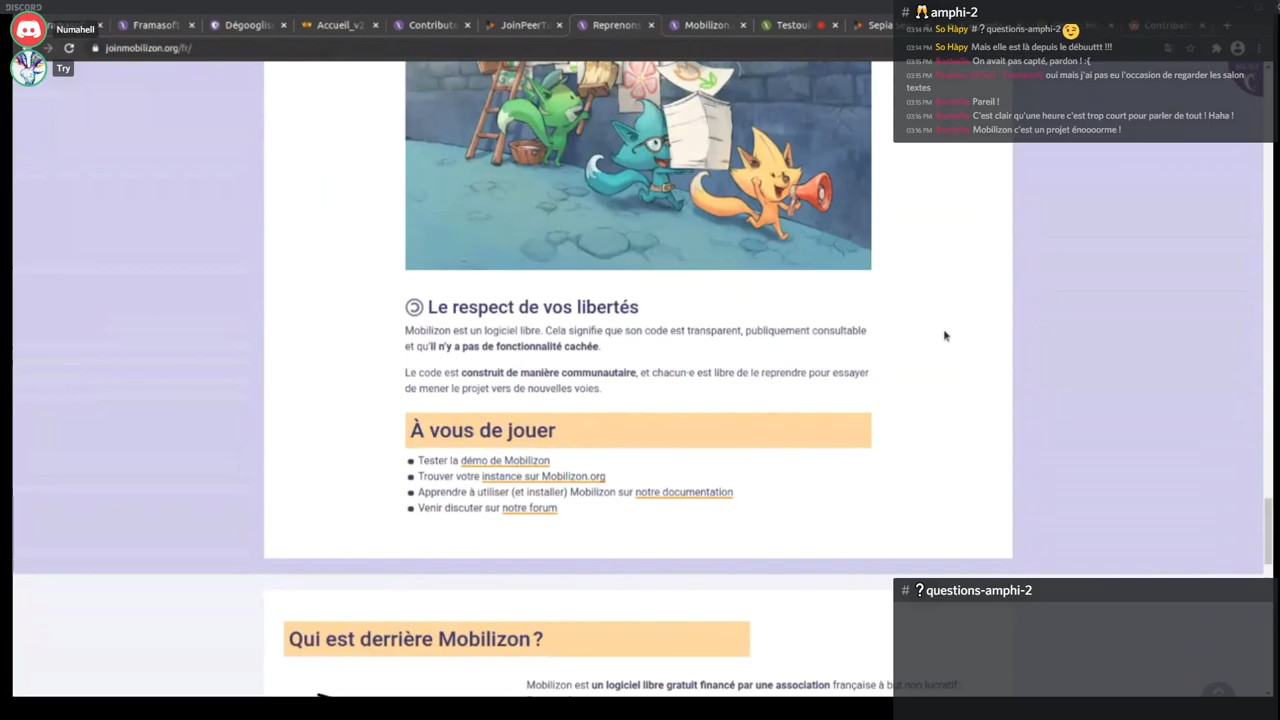 DISCORD
Numahell
Try
Framasoft
Dégooglis
Accueil_v2
Contribute
JoinPeerTu
Reprenons
Mobilizon.
Testou
Sepia
joinmobilizon.org/fr/
# amphi-2
03:14 PM So Hàpy # ? questions-amphi-2
03:14 PM So Hàpy Mais elle est là depuis le débuuttt !!!
03:15 PM On avait pas capté, pardon ! :{
03:15 PM oui mais j'ai pas eu l'occasion de regarder les salon
textes
03:15 PM Pareil !
03:16 PM C'est clair qu'une heure c'est trop court pour parler de tout ! Haha !
03:16 PM Mobilizon c'est un projet énoooorme !
Le respect de vos libertés
Mobilizon est un logiciel libre. Cela signifie que son code est transparent, publiquement consultable
et qu'il n'y a pas de fonctionnalité cachée.
Le code est construit de manière communautaire, et chacun·e est libre de le reprendre pour essayer
de mener le projet vers de nouvelles voies.
À vous de jouer
Tester la démo de Mobilizon
Trouver votre instance sur Mobilizon.org
Apprendre à utiliser (et installer) Mobilizon sur notre documentation
Venir discuter sur notre forum
# ? questions-amphi-2
Qui est derrière Mobilizon ?
Mobilizon est un logiciel libre gratuit financé par une association française à but non lucratif